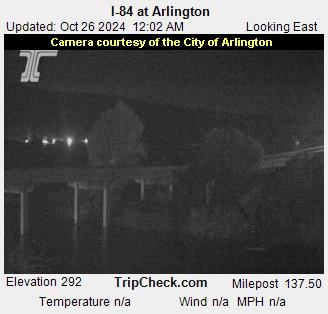 I-84 at Arlington
Updated: Oct 26 2024 12:02 AM Looking East
Camera courtesy of the City of Arlington
Elevation 292 TripCheck.com Milepost 137.50
Temperature n/a Wind n/a MPH n/a